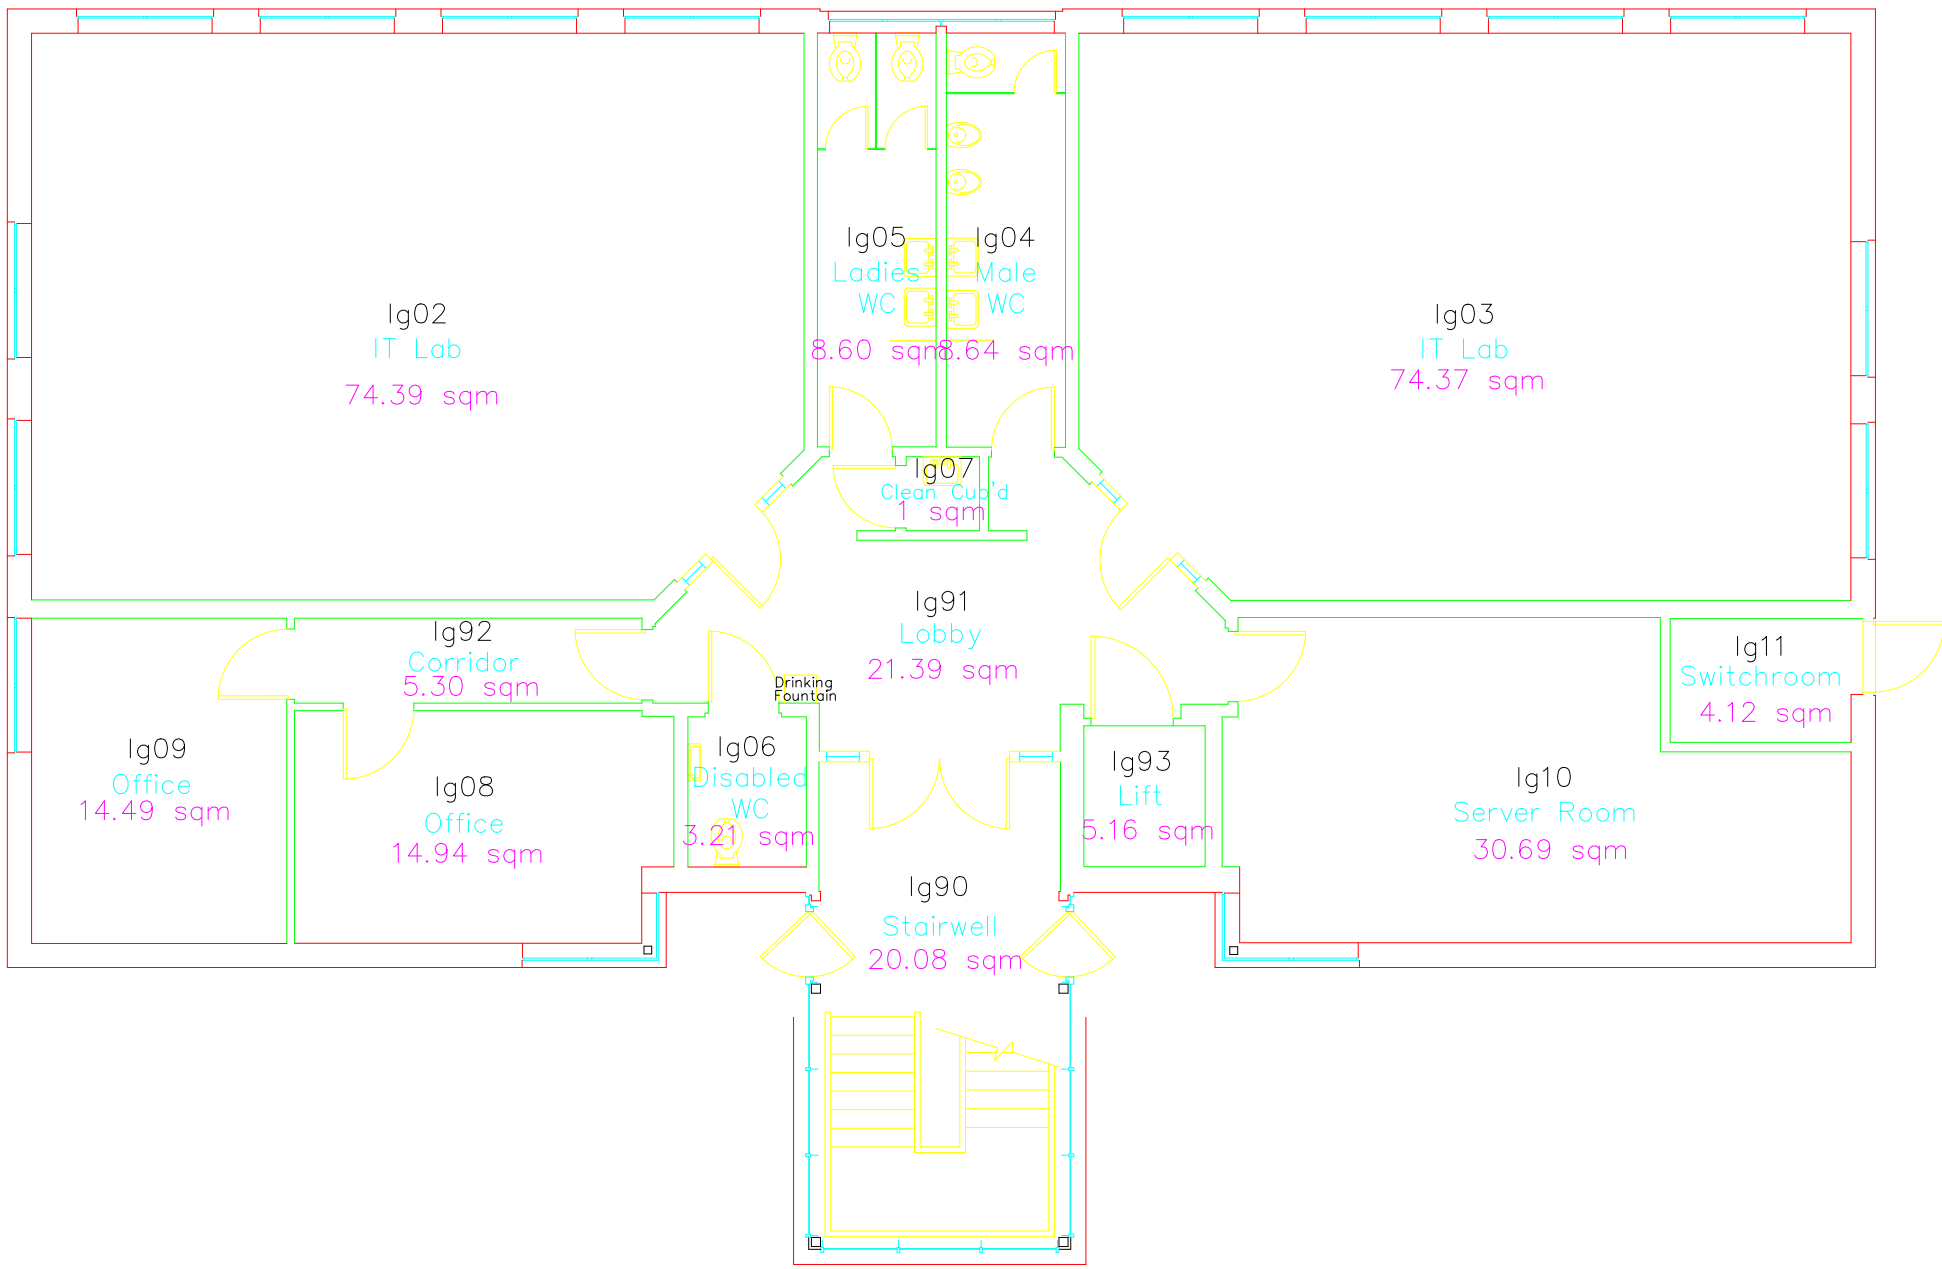 lg05
Ladies
WC
8.60 sqm
lg04
Male
WC
8.64 sqm
lg02
IT Lab
74.39 sqm
lg03
IT Lab
74.37 sqm
lg07
Clean Cup'd
1 sqm
lg91
Lobby
21.39 sqm
lg92
Corridor
5.30 sqm
Drinking
Fountain
lg11
Switchroom
4.12 sqm
lg09
Office
14.49 sqm
lg08
Office
14.94 sqm
lg06
Disabled
WC
3.21 sqm
lg93
Lift
5.16 sqm
lg10
Server Room
30.69 sqm
lg90
Stairwell
20.08 sqm